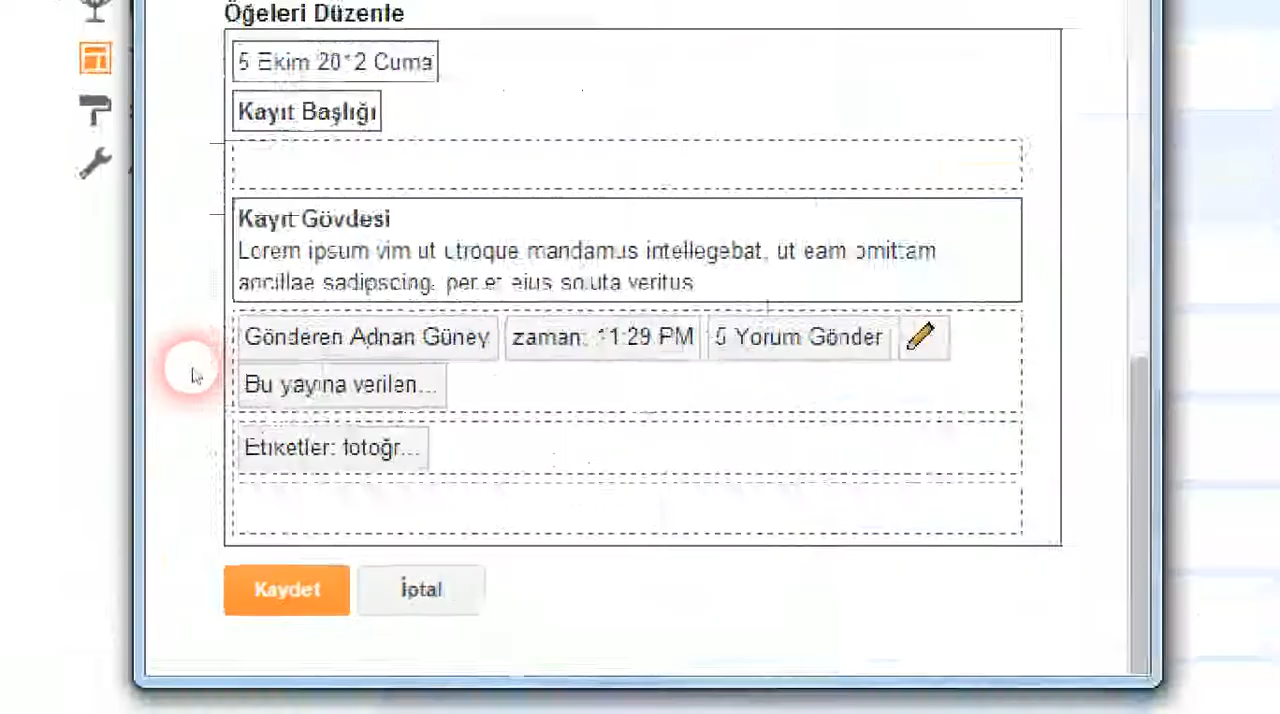 Öğeleri Düzenle
5 Ekim 2012 Cuma
Kayıt Başlığı
Kayıt Gövdesi
Lorem ipsum vim ut utroque mandamus intellegebat, ut eam omittam
ancillae sadipscing, per et eius soluta veritus
Gönderen Adnan Güney zaman: 11:29 PM 5 Yorum Gönder
Bu yayına verilen...
Etiketler: fotoğr...
Kaydet İptal